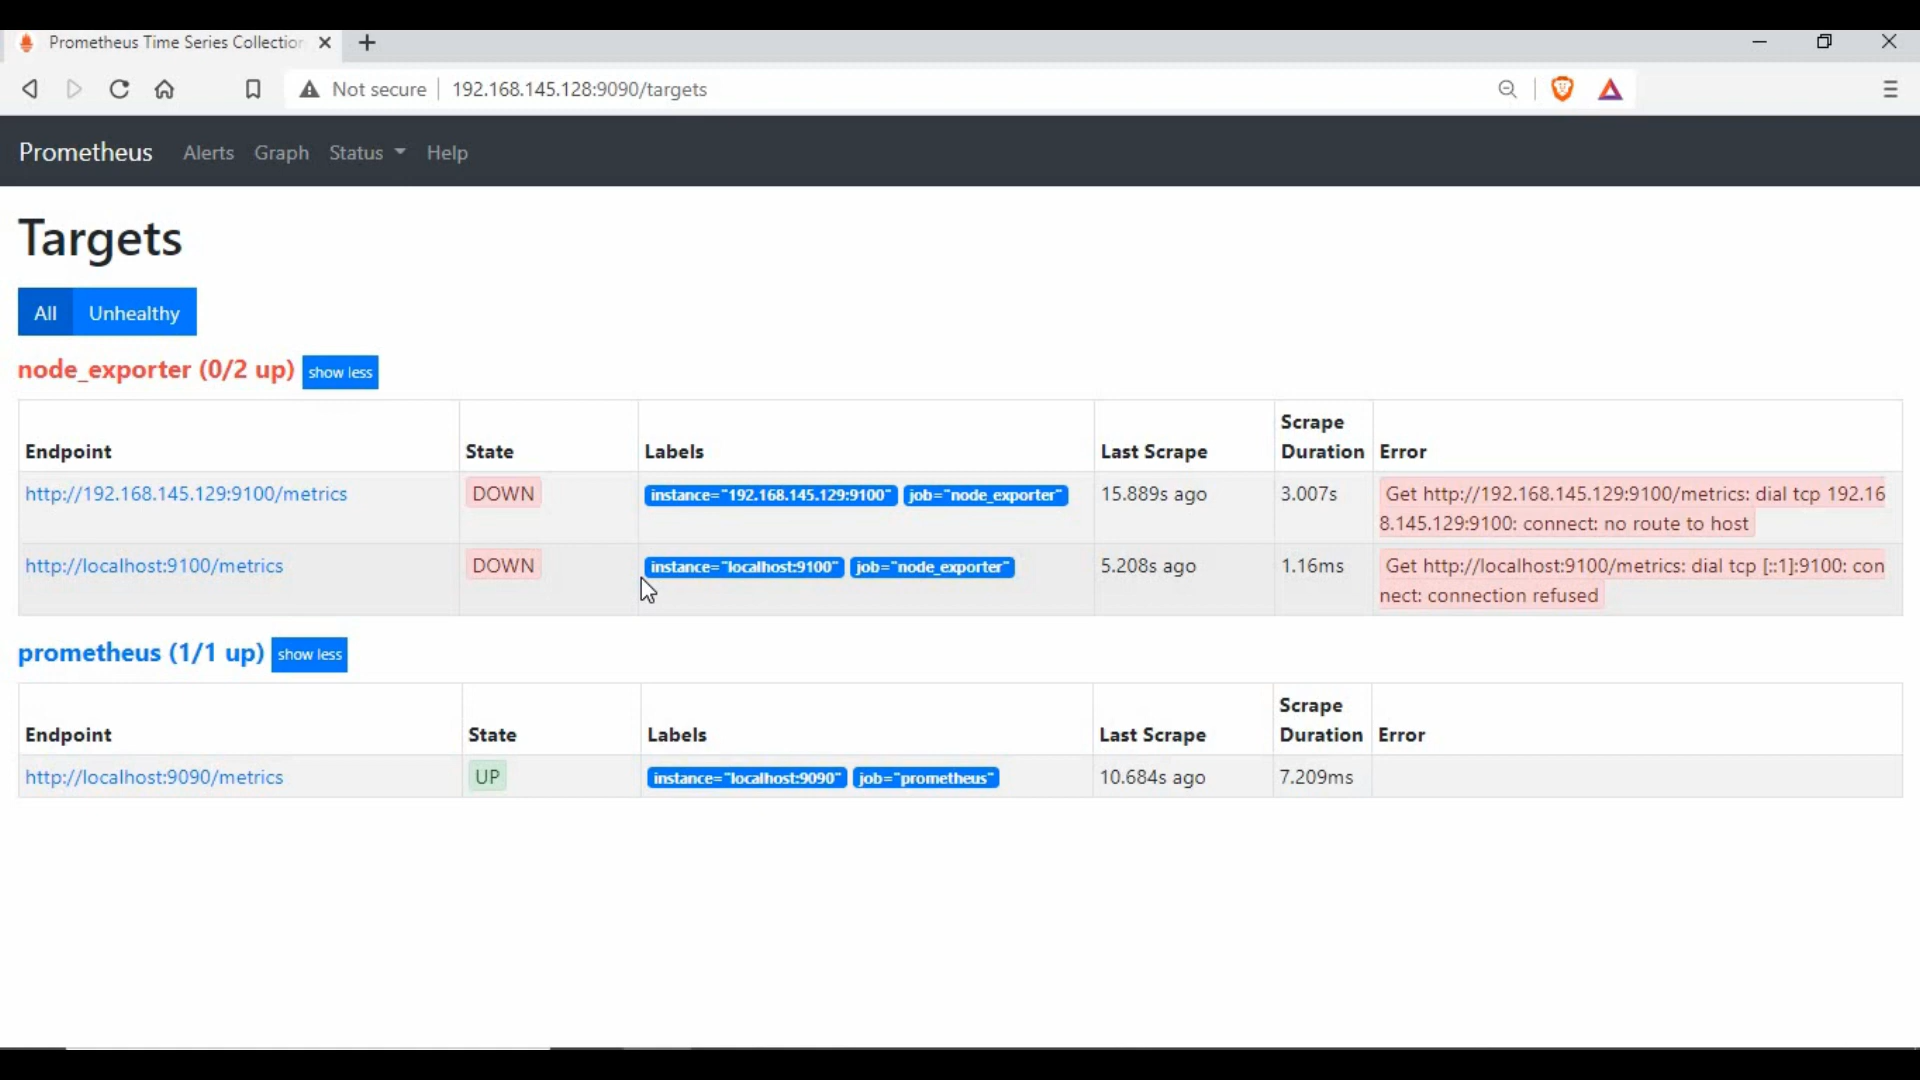 Prometheus Time Series Collection
Not secure
192.168.145.128:9090/targets
Prometheus Alerts Graph Status Help
Targets
All Unhealthy
node_exporter (0/2 up) show less
Endpoint State Labels Last Scrape Scrape Duration Error
http://192.168.145.129:9100/metrics DOWN instance="192.168.145.129:9100" job="node_exporter" 15.889s ago 3.007s Get http://192.168.145.129:9100/metrics: dial tcp 192.16
8.145.129:9100: connect: no route to host
http://localhost:9100/metrics DOWN instance="localhost:9100" job="node_exporter" 5.208s ago 1.16ms Get http://localhost:9100/metrics: dial tcp [::1]:9100: con
nect: connection refused
prometheus (1/1 up) show less
Endpoint State Labels Last Scrape Scrape Duration Error
http://localhost:9090/metrics UP instance="localhost:9090" job="prometheus" 10.684s ago 7.209ms